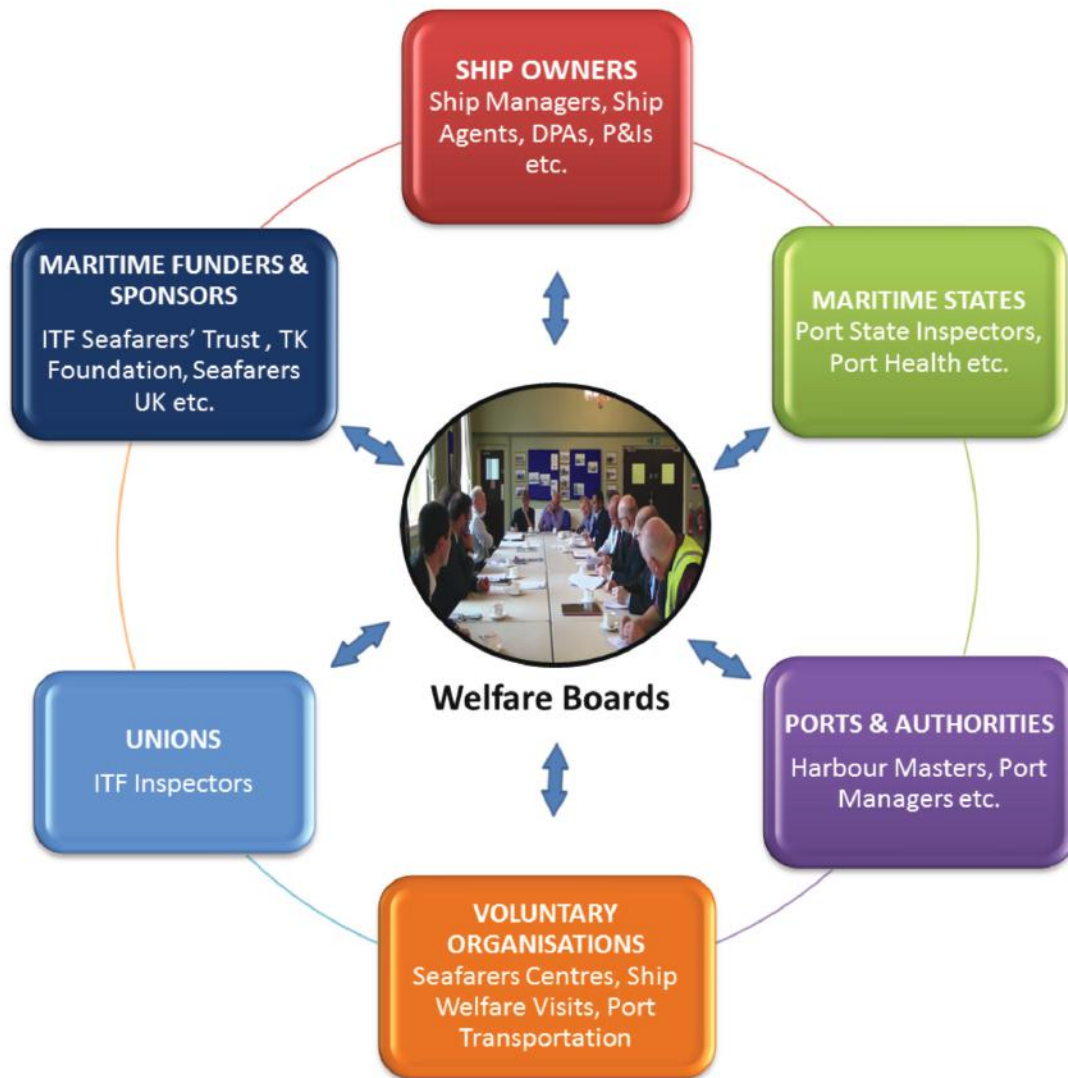 SHIP OWNERS
Ship Managers, Ship
Agents, DPAs, P&Is
etc.
MARITIME FUNDERS &
SPONSORS
ITF Seafarers’ Trust , TK
Foundation, Seafarers
UK etc.
MARITIME STATES
Port State Inspectors,
Port Health etc.
Welfare Boards
UNIONS
ITF Inspectors
PORTS & AUTHORITIES
Harbour Masters, Port
Managers etc.
VOLUNTARY
ORGANISATIONS
Seafarers Centres, Ship
Welfare Visits, Port
Transportation